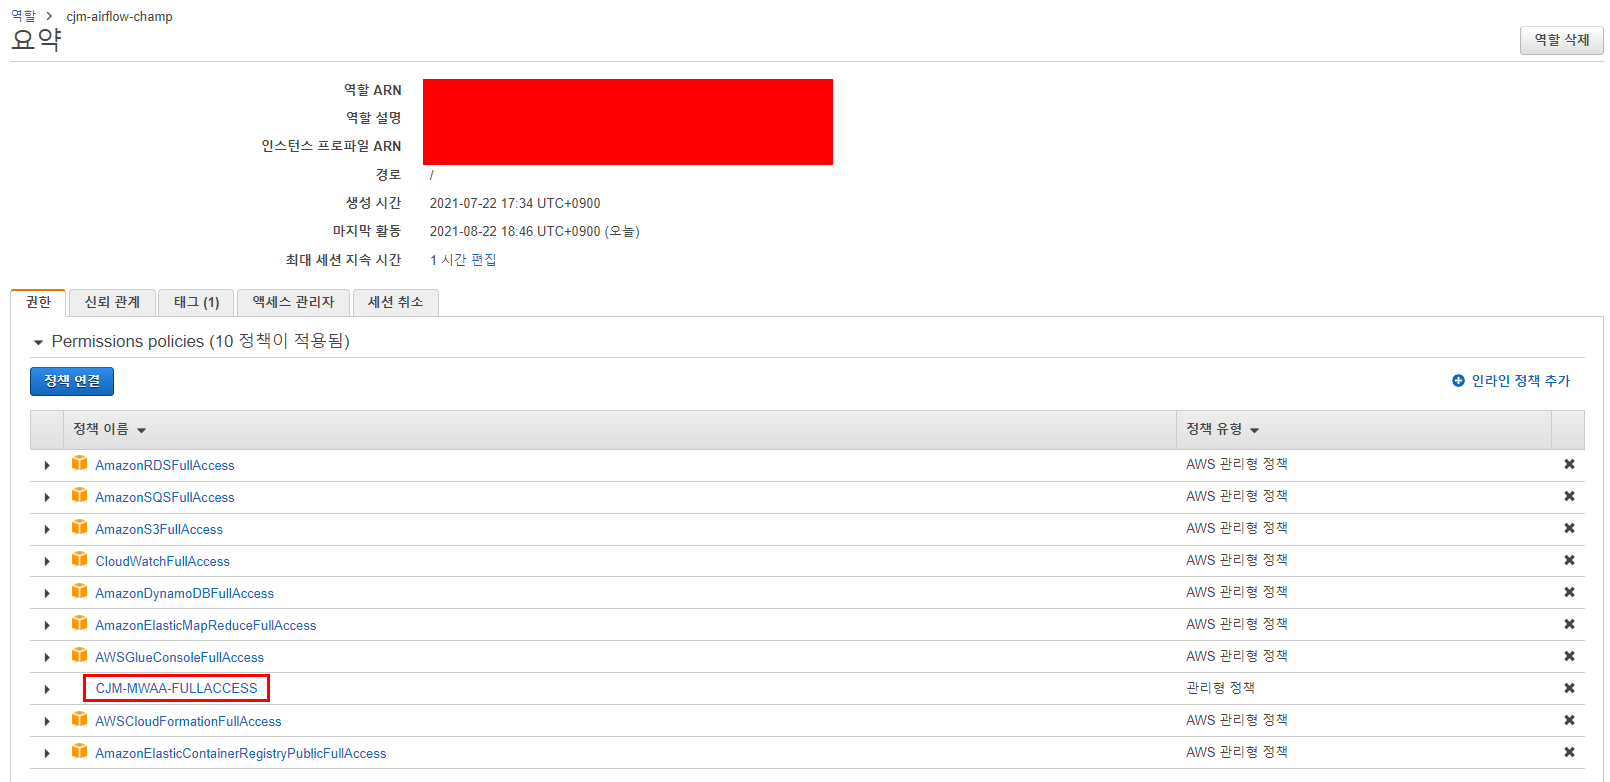 역할 > cjm-airflow-champ
요약
역할 삭제
역할 ARN
역할 설명
인스턴스 프로파일 ARN
경로 /
생성 시간 2021-07-22 17:34 UTC+0900
마지막 활동 2021-08-22 18:46 UTC+0900 (오늘)
최대 세션 지속 시간 1 시간 편집
권한 신뢰 관계 태그 (1) 액세스 관리자 세션 취소
Permissions policies (10 정책이 적용됨)
정책 연결 인라인 정책 추가
정책 이름 정책 유형
AmazonRDSFullAccess AWS 관리형 정책
AmazonSQSFullAccess AWS 관리형 정책
AmazonS3FullAccess AWS 관리형 정책
CloudWatchFullAccess AWS 관리형 정책
AmazonDynamoDBFullAccess AWS 관리형 정책
AmazonElasticMapReduceFullAccess AWS 관리형 정책
AWSGlueConsoleFullAccess AWS 관리형 정책
CJM-MWAA-FULLACCESS 관리형 정책
AWSCloudFormationFullAccess AWS 관리형 정책
AmazonElasticContainerRegistryPublicFullAccess AWS 관리형 정책